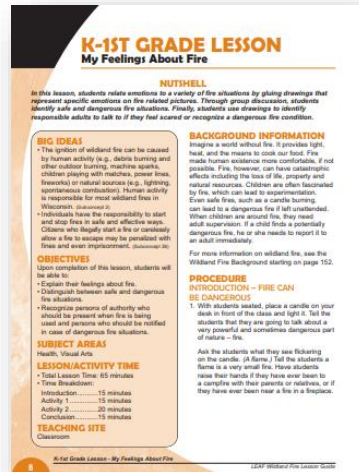 K-1ST GRADE LESSON
My Feelings About Fire
NUTSHELL
In this lesson, students relate emotions to a variety of fire situations by gluing drawings that
represent specific emotions on fire related pictures. Through group discussion, students
identify safe and dangerous fire situations. Finally, students use drawings to identify
responsible adults to talk to if they feel scared or recognize a dangerous fire condition.
BIG IDEAS
• The ignition of wildland fire can be caused
by human activity (e.g., debris burning and
other outdoor burning, machine sparks,
children playing with matches, power lines,
fireworks) or natural sources (e.g., lightning,
spontaneous combustion). Human activity
is responsible for most wildland fires in
Wisconsin.
• Individuals have the responsibility to start
and stop fires in safe and effective ways.
Citizens who illegally start a fire or carelessly
allow a fire to escape may be penalized with
fines and even imprisonment.
OBJECTIVES
Upon completion of this lesson, students will
be able to:
• Explain their feelings about fire.
• Distinguish between safe and dangerous
fire situations.
• Recognize persons of authority who
should be present when fire is being
used and persons who should be notified
in case of dangerous fire situations.
SUBJECT AREAS
Health, Visual Arts
LESSON/ACTIVITY TIME
• Total Lesson Time: 65 minutes
• Time Breakdown:
Introduction...........15 minutes
Activity 1...............15 minutes
Activity 2...............20 minutes
Conclusion............15 minutes
TEACHING SITE
Classroom
BACKGROUND INFORMATION
Imagine a world without fire. It provides light,
heat, and the means to cook our food. Fire
made human existence more comfortable, if not
possible. Fire, however, can have catastrophic
effects including the loss of life, property and
natural resources. Children are often fascinated
by fire, which can lead to experimentation.
Even safe fires, such as a candle burning,
can lead to a dangerous fire if left unattended.
When children are around fire, they need
adult supervision. If a child finds a potentially
dangerous fire, he or she needs to report it to
an adult immediately.
For more information on wildland fire, see the
Wildland Fire Background starting on page 152.
PROCEDURE
INTRODUCTION – FIRE CAN
BE DANGEROUS
1. With students seated, place a candle on your
desk in front of the class and light it. Tell the
students that they are going to talk about a
very powerful and sometimes dangerous part
of nature – fire.
Ask the students what they see flickering
on the candle. (A flame.) Tell the students a
flame is a very small fire. Have students
raise their hands if they have ever been to
a campfire with their parents or relatives, or if
they have ever been near a fire in a fireplace.
8
K-1st Grade Lesson - My Feelings About Fire
LEAF Wildland Fire Lesson Guide